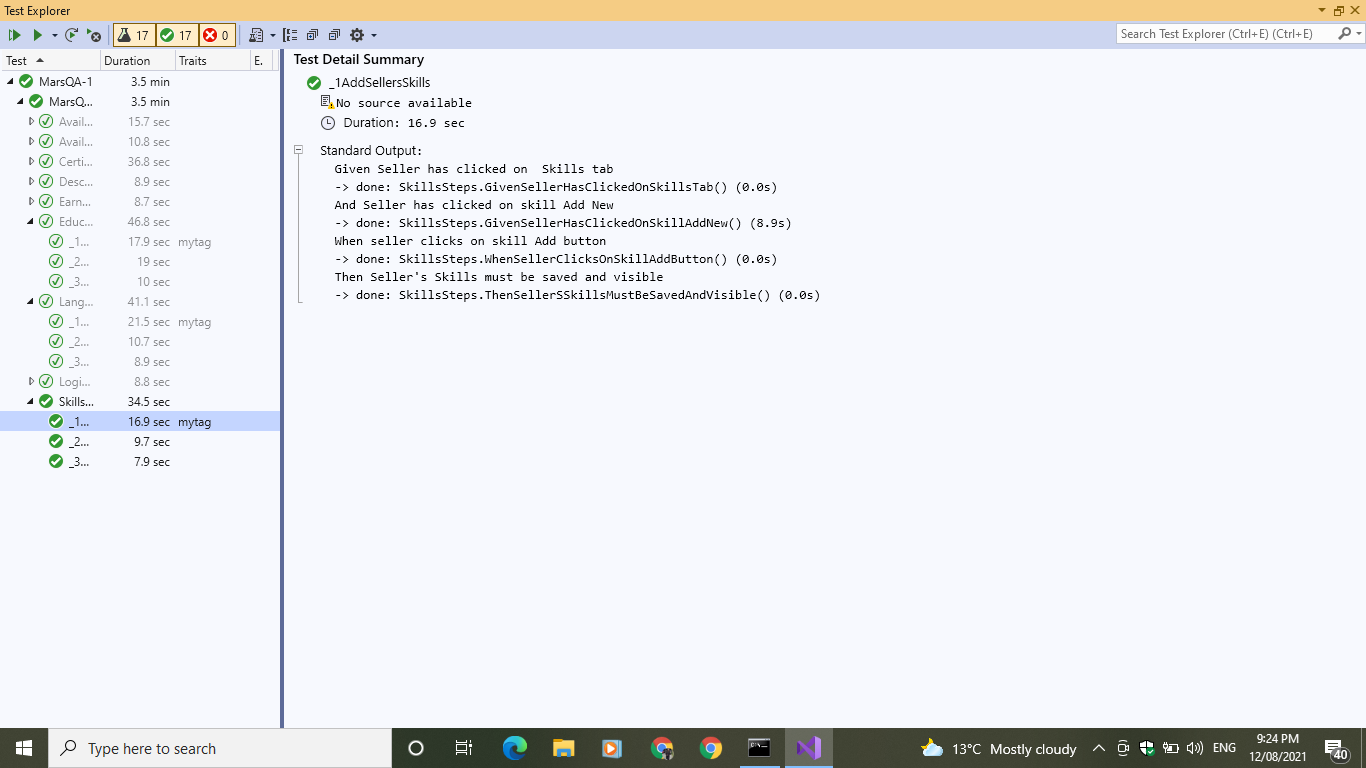 Test Explorer
17 17 0
Search Test Explorer (Ctrl+E) (Ctrl+E)
Test Duration Traits E.
MarsQA-1 3.5 min
MarsQ... 3.5 min
Avail... 15.7 sec
Avail... 10.8 sec
Certi... 36.8 sec
Desc... 8.9 sec
Earn... 8.7 sec
Educ... 46.8 sec
_1... 17.9 sec mytag
_2... 19 sec
_3... 10 sec
Lang... 41.1 sec
_1... 21.5 sec mytag
_2... 10.7 sec
_3... 8.9 sec
Logi... 8.8 sec
Skills... 34.5 sec
_1... 16.9 sec mytag
_2... 9.7 sec
_3... 7.9 sec
Test Detail Summary
_1AddSellersSkills
No source available
Duration: 16.9 sec
Standard Output:
Given Seller has clicked on  Skills tab
-> done: SkillsSteps.GivenSellerHasClickedOnSkillsTab() (0.0s)
And Seller has clicked on skill Add New
-> done: SkillsSteps.GivenSellerHasClickedOnSkillAddNew() (8.9s)
When seller clicks on skill Add button
-> done: SkillsSteps.WhenSellerClicksOnSkillAddButton() (0.0s)
Then Seller's Skills must be saved and visible
-> done: SkillsSteps.ThenSellerSSkillsMustBeSavedAndVisible() (0.0s)
Type here to search
13°C Mostly cloudy
ENG
9:24 PM
12/08/2021
40